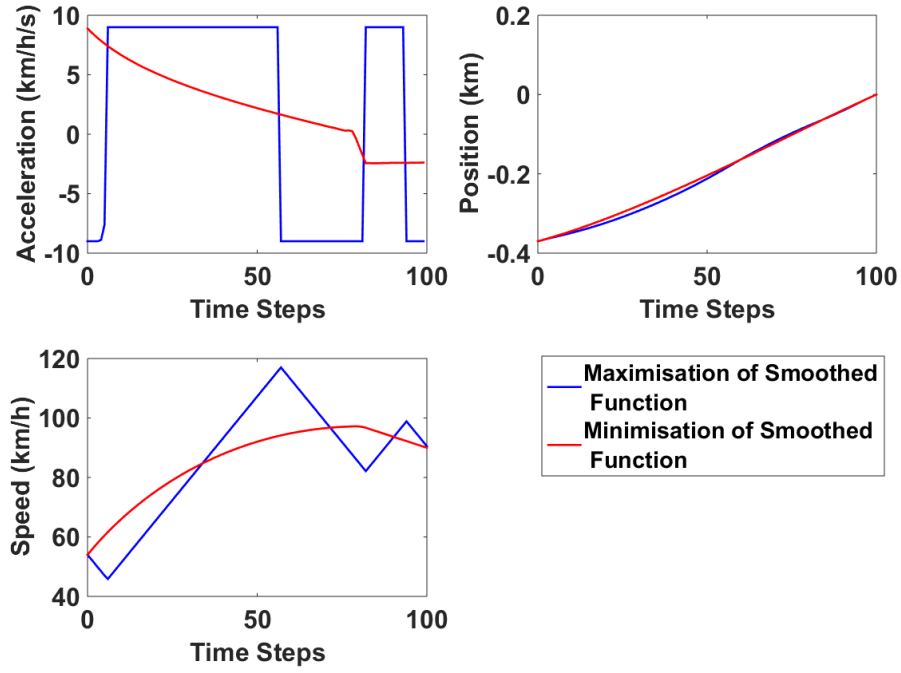 10
5
0
-5
-10
Acceleration (km/h/s)
0
50
100
Time Steps
0.2
0
-0.2
-0.4
Position (km)
0
50
100
Time Steps
120
100
80
60
40
Speed (km/h)
0
50
100
Time Steps
Maximisation of Smoothed
Function
Minimisation of Smoothed
Function